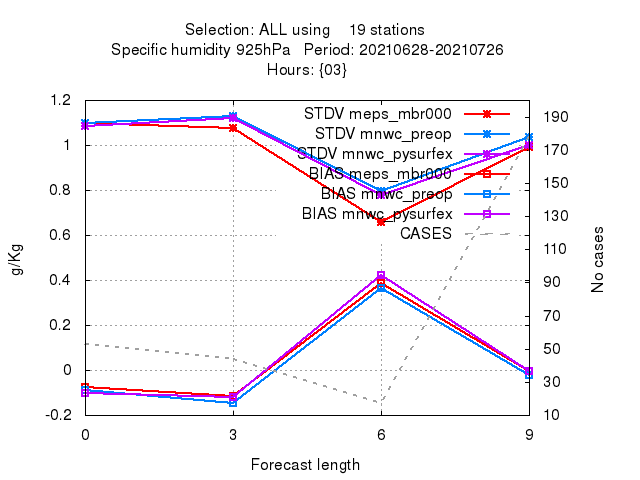 Selection: ALL using 19 stations
Specific humidity 925hPa Period: 20210628-20210726
Hours: {03}
STDV meps_mbr000
STDV mnwc_preop
STDV mnwc_pysurfex
BIAS meps_mbr000
BIAS mnwc_preop
BIAS mnwc_pysurfex
CASES
1.2
1
0.8
0.6
0.4
0.2
0
-0.2
g/Kg
190
170
150
130
110
90
70
50
30
10
No cases
0 3 6 9
Forecast length